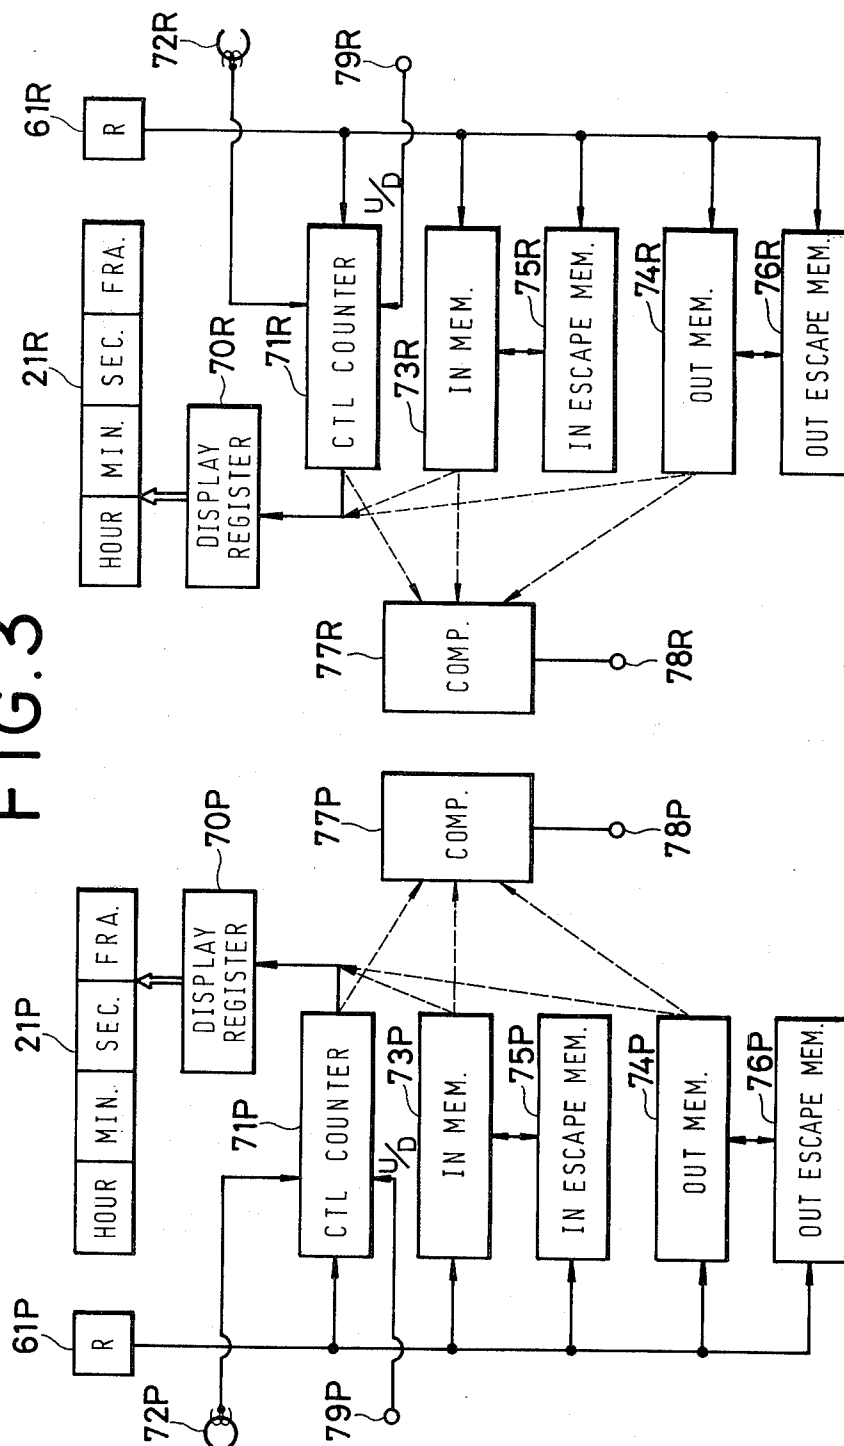 FIG. 3
61P
R
21P
HOUR MIN. SEC. FRA.
72P
70P
DISPLAY
REGISTER
71P
CTL COUNTER
U/D
79P
73P
IN MEM.
75P
IN ESCAPE MEM.
74P
OUT MEM.
76P
OUT ESCAPE MEM.
77P
COMP.
78P
21R
HOUR MIN. SEC. FRA.
61R
R
72R
70R
DISPLAY
REGISTER
71R
CTL COUNTER
U/D
79R
73R
IN MEM.
75R
IN ESCAPE MEM.
74R
OUT MEM.
76R
OUT ESCAPE MEM.
77R
COMP.
78R